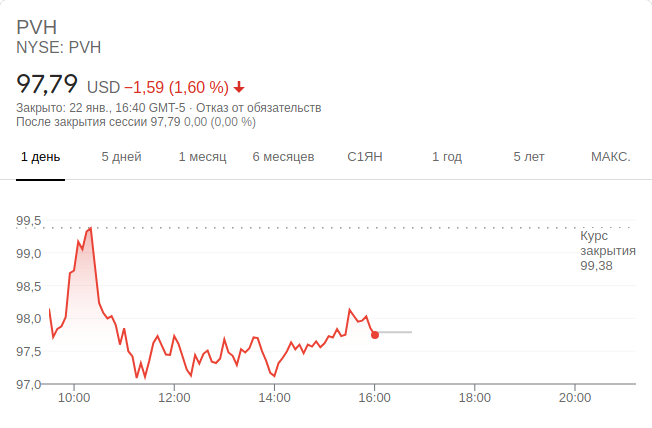 PVH
NYSE: PVH
97,79 USD −1,59 (1,60 %)
Закрыто: 22 янв., 16:40 GMT-5 · Отказ от обязательств
После закрытия сессии 97,79 0,00 (0,00 %)
1 день 5 дней 1 месяц 6 месяцев С1ЯН 1 год 5 лет МАКС.
99,5
Курс
закрытия
99,38
99,0
98,5
98,0
97,5
97,0
10:00 12:00 14:00 16:00 18:00 20:00